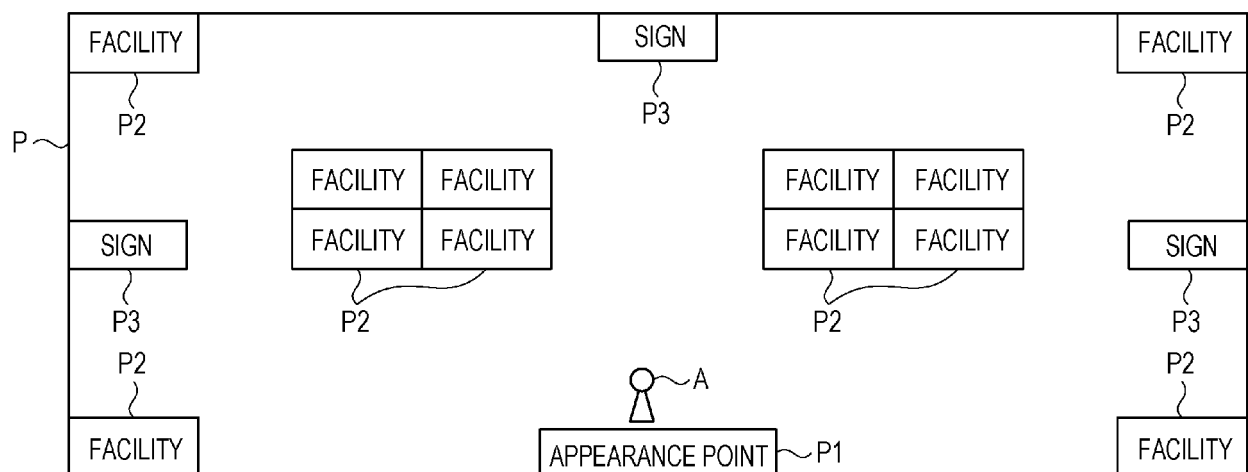 FACILITY SIGN FACILITY
P2 P3 P2
P
FACILITY FACILITY FACILITY FACILITY
SIGN FACILITY FACILITY FACILITY FACILITY SIGN
P3 P2 P2 P3
P2 A P2
FACILITY APPEARANCE POINT P1 FACILITY